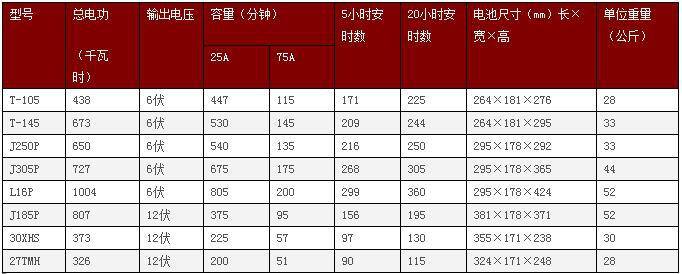 型号 总电功（千瓦时） 输出电压 容量（分钟） 5小时安时数 20小时安时数 电池尺寸（mm）长×宽×高 单位重量（公斤）
25A 75A
T-105 438 6伏 447 115 171 225 264×181×276 28
T-145 673 6伏 530 145 209 244 264×181×295 33
J250P 650 6伏 540 135 216 250 295×178×292 33
J305P 727 6伏 675 175 268 305 295×178×365 44
L16P 1004 6伏 805 200 299 360 295×178×424 52
J185P 807 12伏 375 95 156 195 381×178×371 52
30XHS 373 12伏 225 57 97 130 355×171×238 30
27TMH 326 12伏 200 51 90 115 324×171×248 28